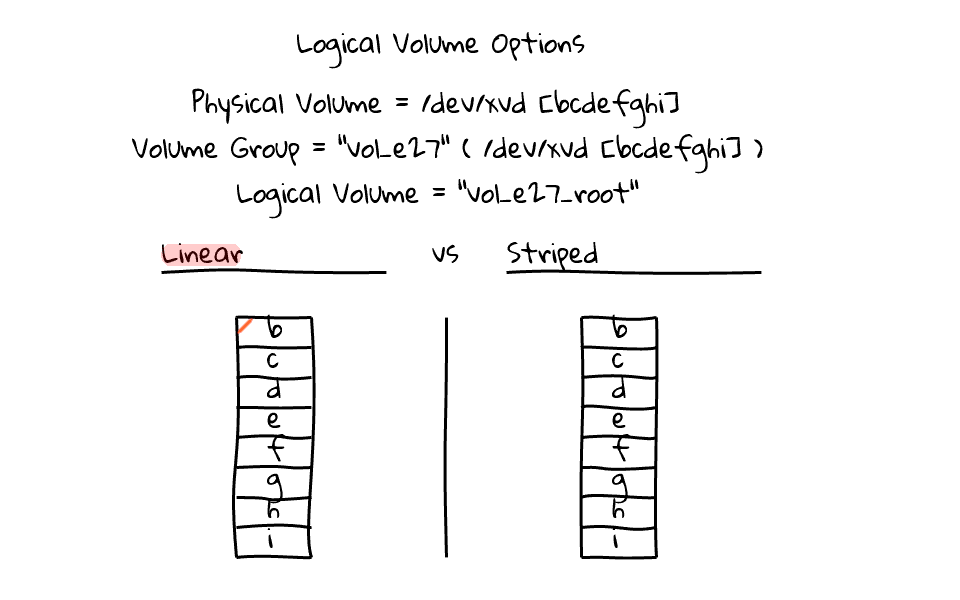 Logical Volume Options
Physical Volume = /dev/xvd [bcdefghi]
Volume Group = "vol_e27" ( /dev/xvd [bcdefghi] )
Logical Volume = "vol_e27_root"
Linear vs Striped
b b
c c
d d
e e
f f
g g
h h
i i